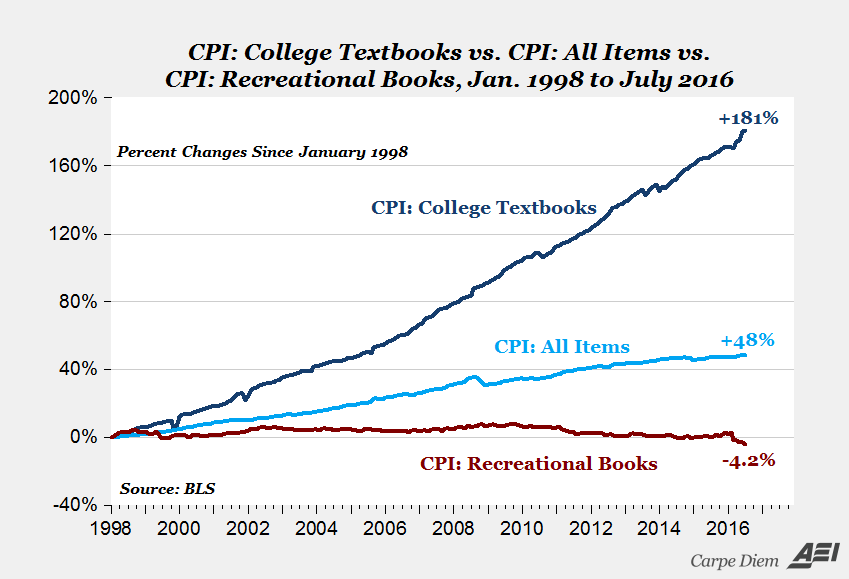 CPI: College Textbooks vs. CPI: All Items vs.
CPI: Recreational Books, Jan. 1998 to July 2016
200%
+181%
Percent Changes Since January 1998
160%
CPI: College Textbooks
120%
80%
CPI: All Items
+48%
40%
0%
CPI: Recreational Books
-4.2%
Source: BLS
-40%
1998 2000 2002 2004 2006 2008 2010 2012 2014 2016
Carpe Diem AEI